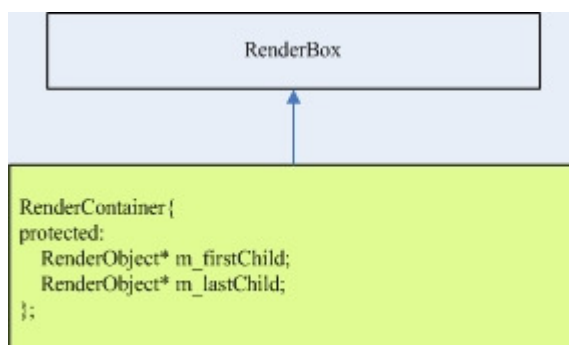 RenderBox
RenderContainer{
protected:
RenderObject* m_firstChild;
RenderObject* m_lastChild;
};